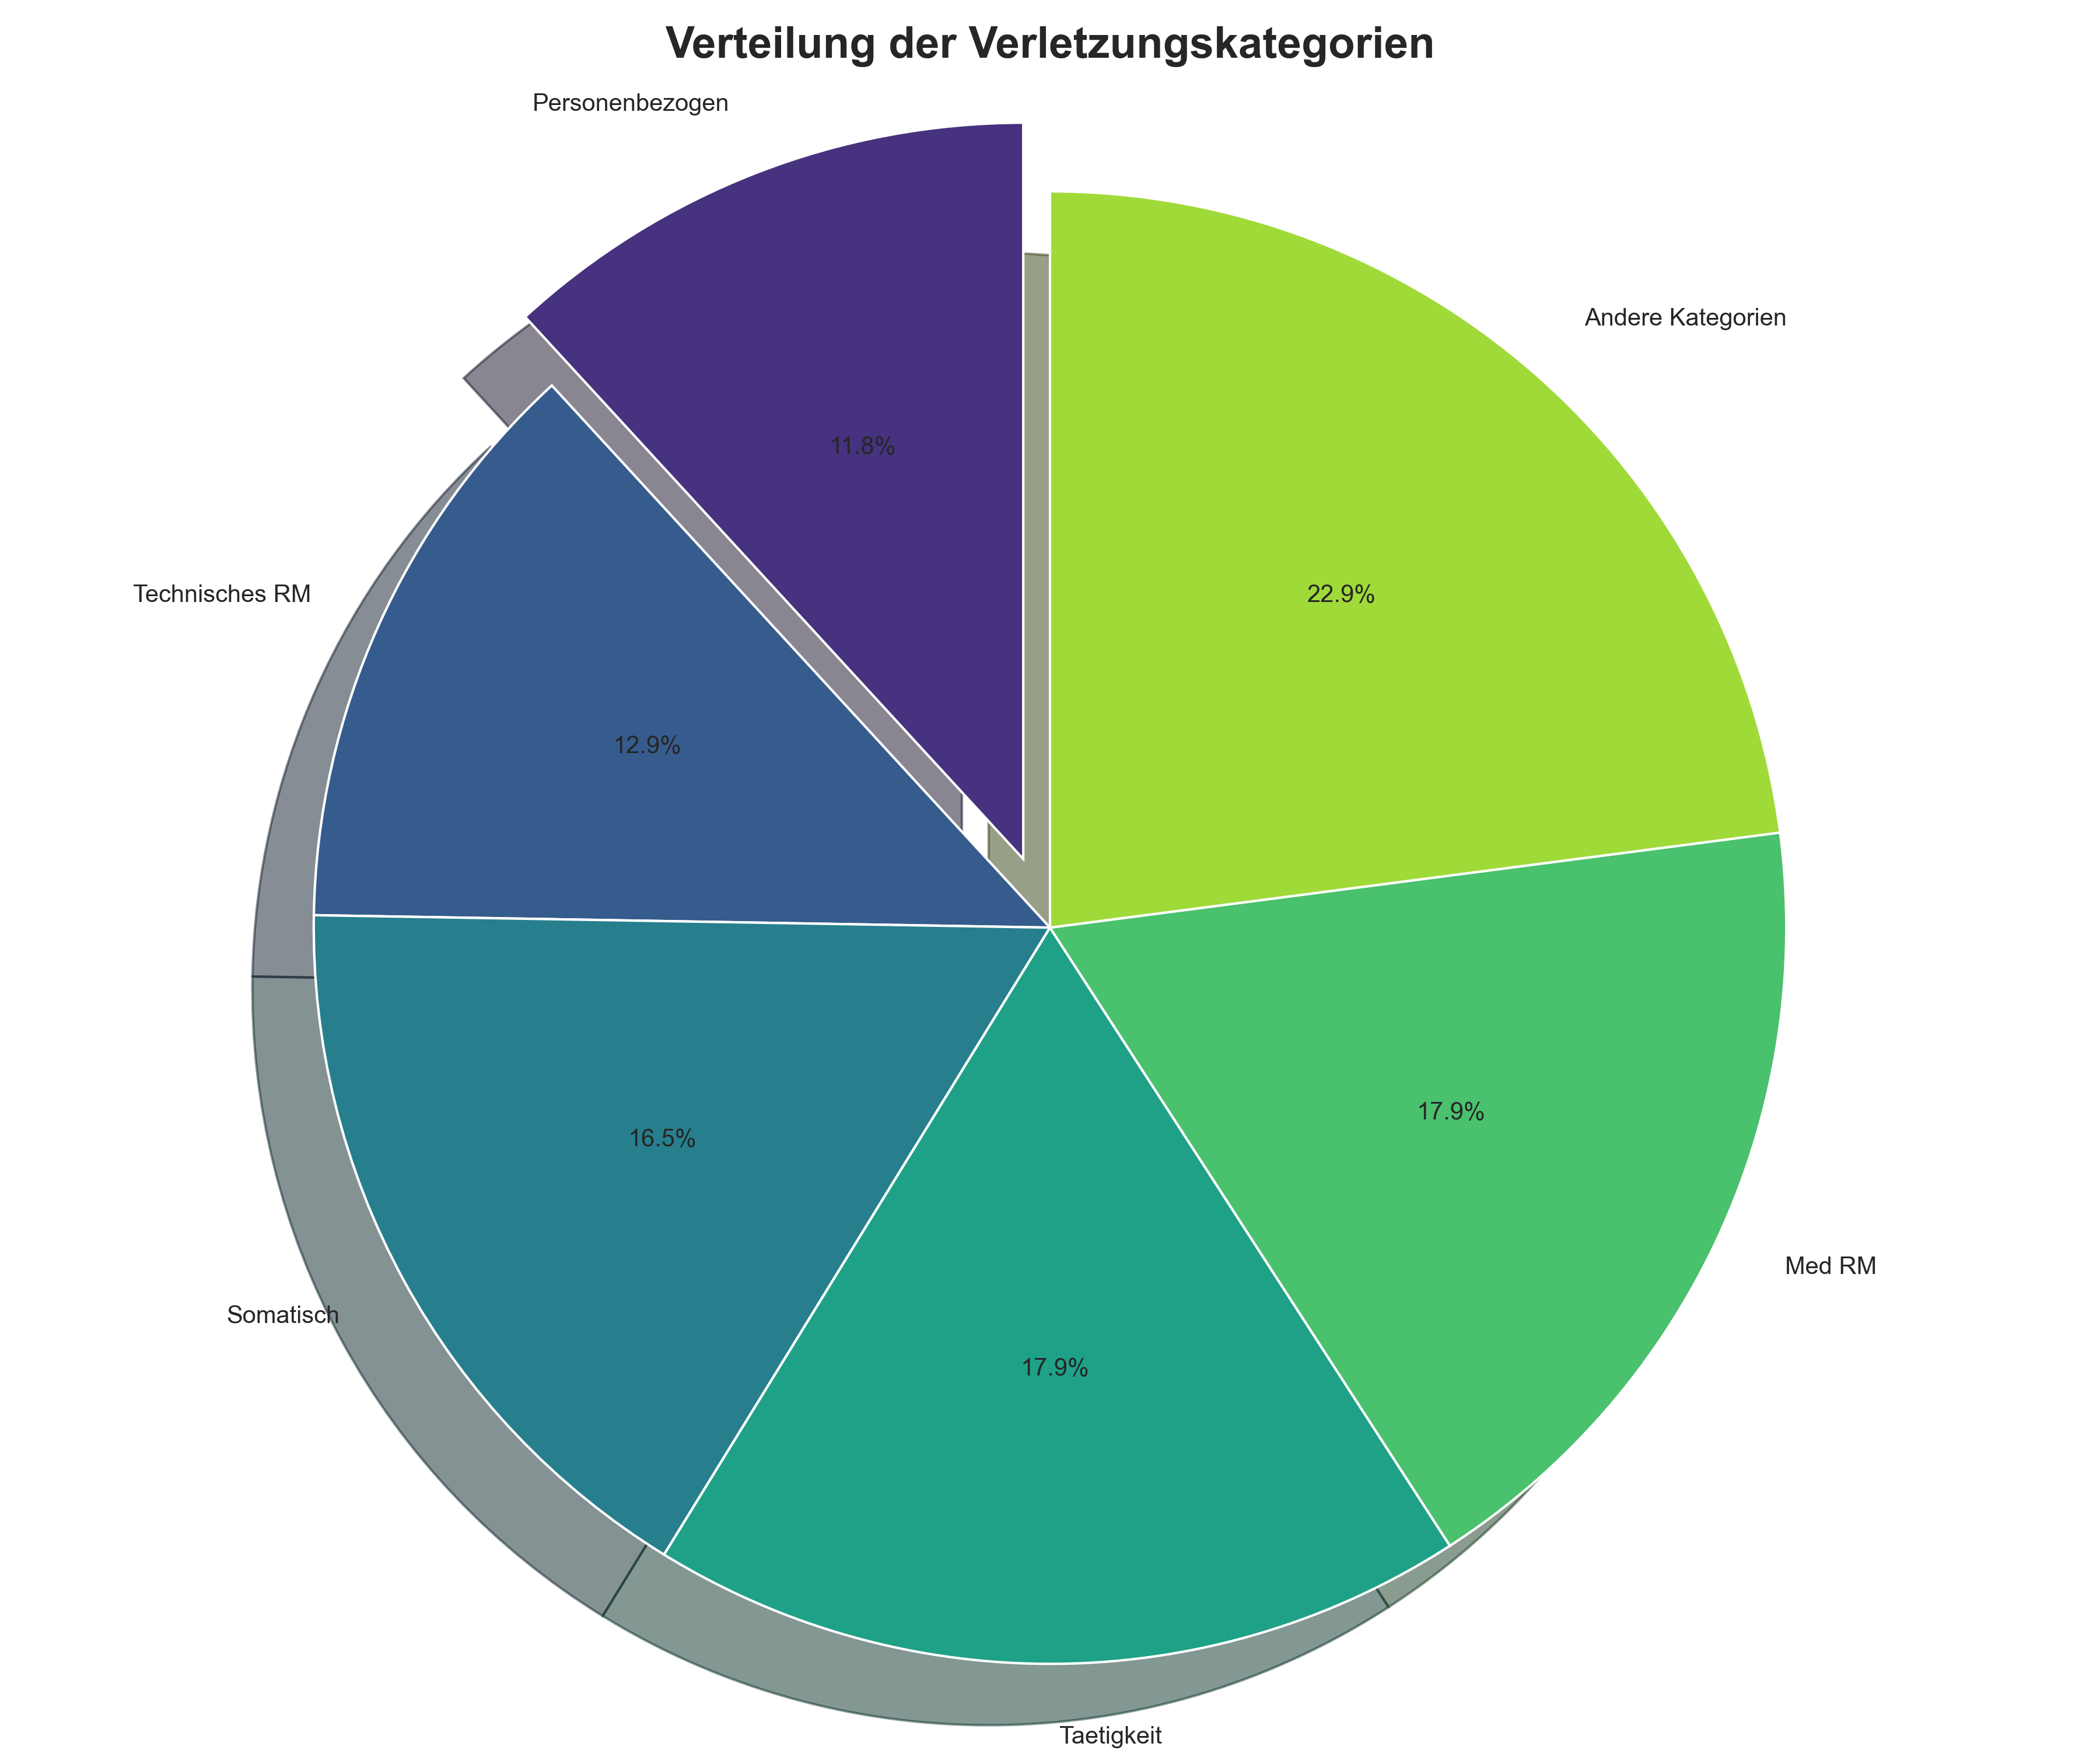 Verteilung der Verletzungskategorien
Personenbezogen
Andere Kategorien
11.8%
22.9%
Technisches RM
12.9%
17.9%
16.5%
Med RM
Somatisch
17.9%
Taetigkeit